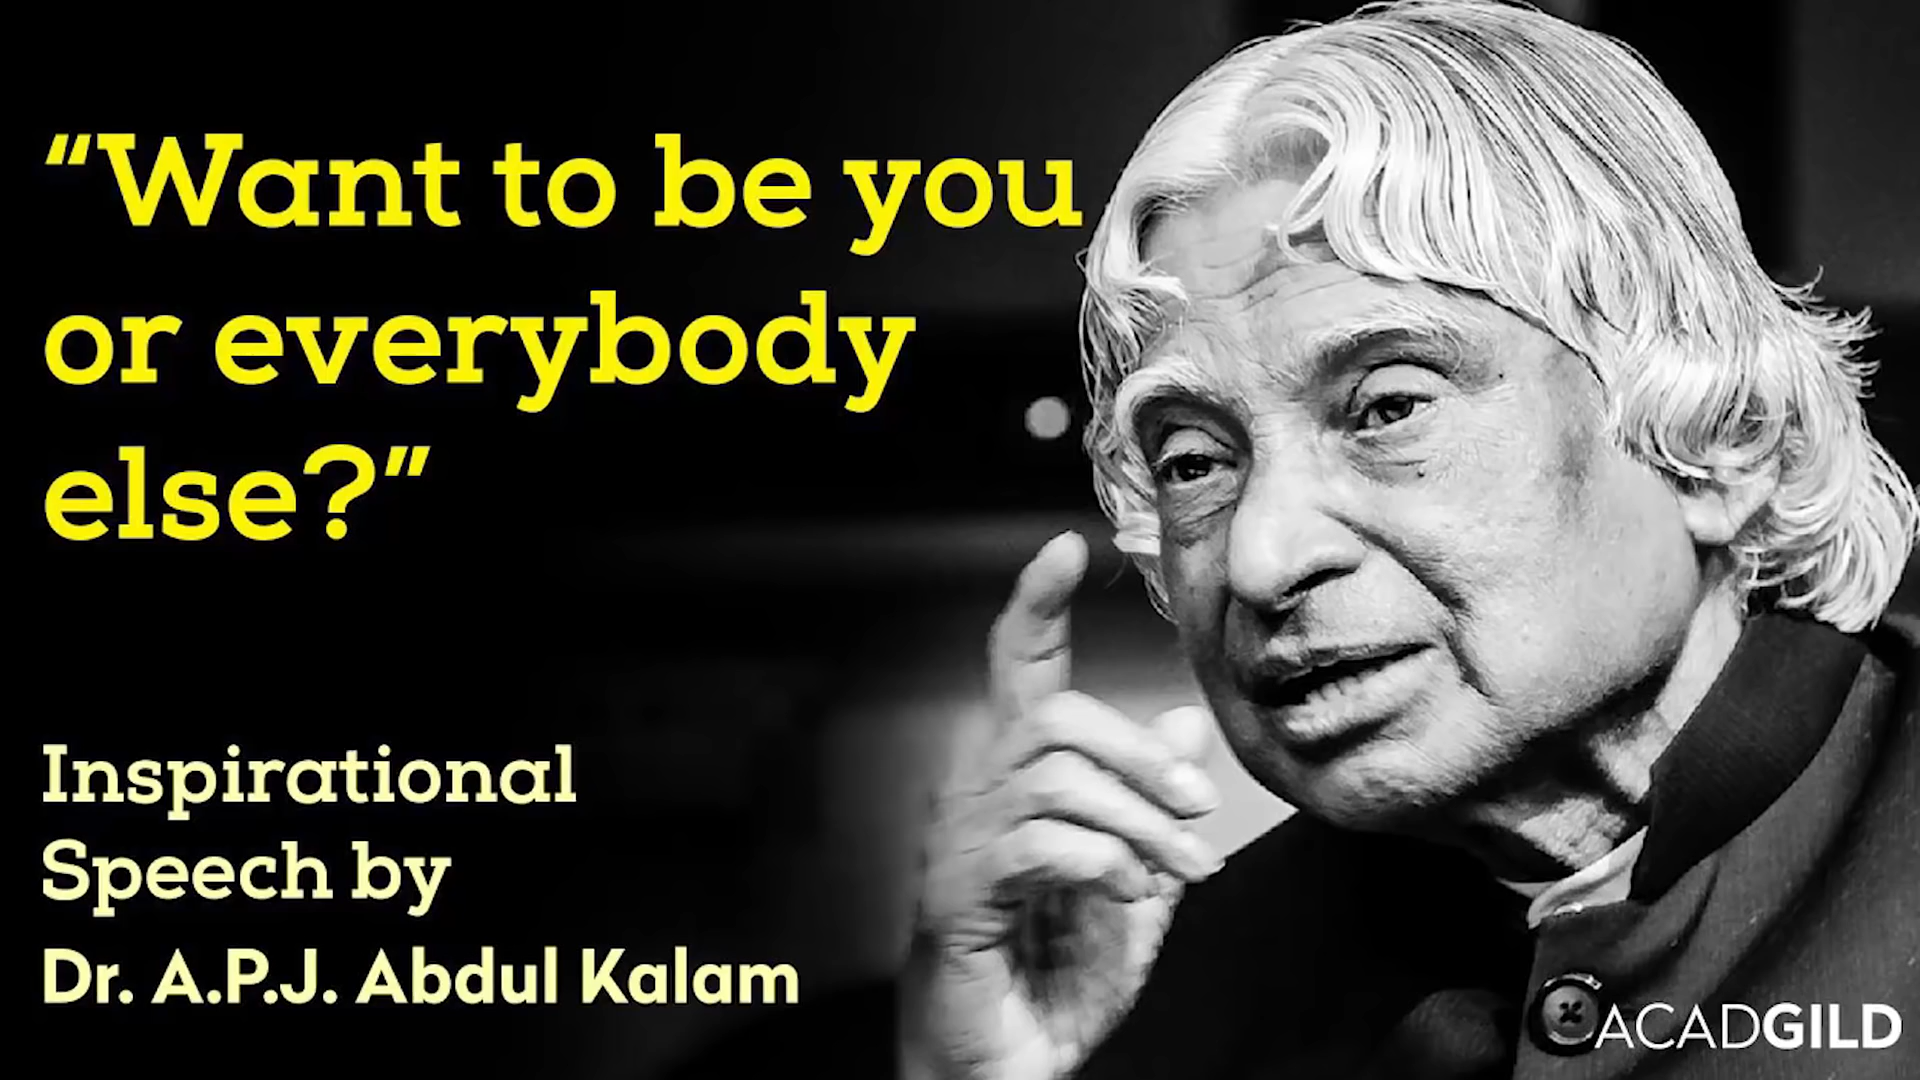 “Want to be you
or everybody
else?”
Inspirational
Speech by
Dr. A.P.J. Abdul Kalam
ACADGILD